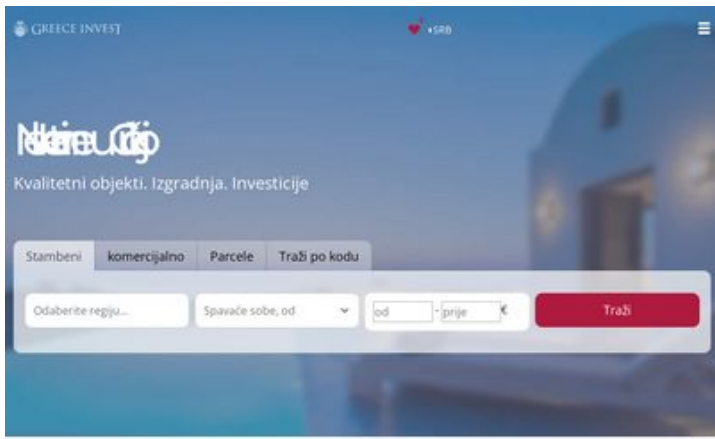 GREECE INVEST
SRB
Kvalitetni objekti. Izgradnja. Investicije
Stambeni komercijalno Parcele Traži po kodu
Odaberite regiju... Spavaće sobe, od od - prije € Traži